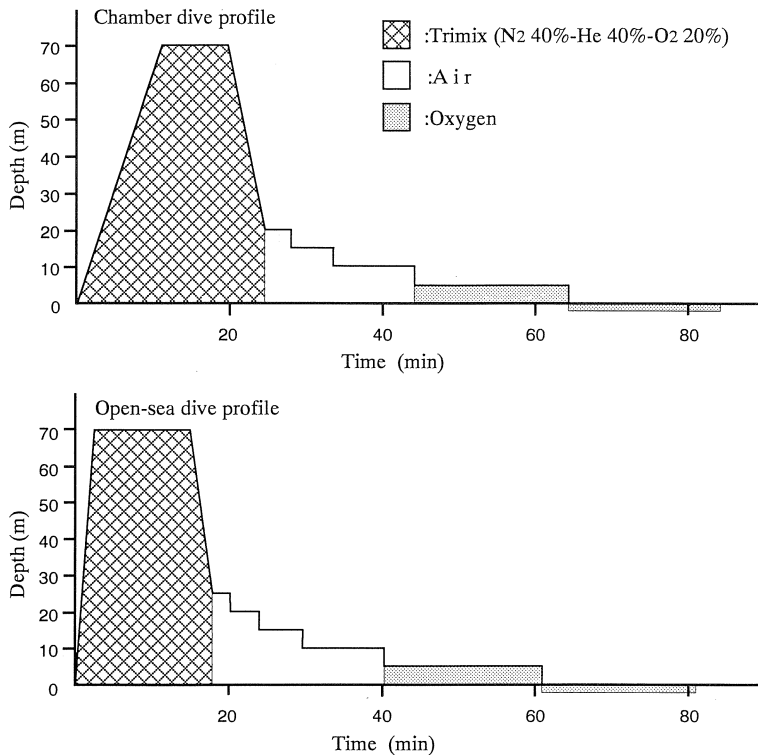 Chamber dive profile
:Trimix (N2 40%-He 40%-O2 20%)
:A i r
:Oxygen
Depth (m)
70
60
50
40
30
20
10
0
20
40
60
80
Time (min)
Open-sea dive profile
Depth (m)
70
60
50
40
30
20
10
0
20
40
60
80
Time (min)